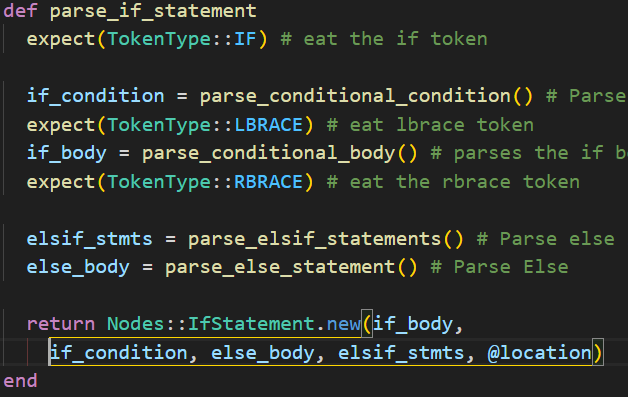 def parse_if_statement
expect(TokenType::IF) # eat the if token
if_condition = parse_conditional_condition() # Parse
expect(TokenType::LBRACE) # eat lbrace token
if_body = parse_conditional_body() # parses the if
expect(TokenType::RBRACE) # eat the rbrace token
elsif_stmts = parse_elsif_statements() # Parse else
else_body = parse_else_statement() # Parse Else
return Nodes::IfStatement.new(if_body,
if_condition, else_body, elsif_stmts, @location)
end